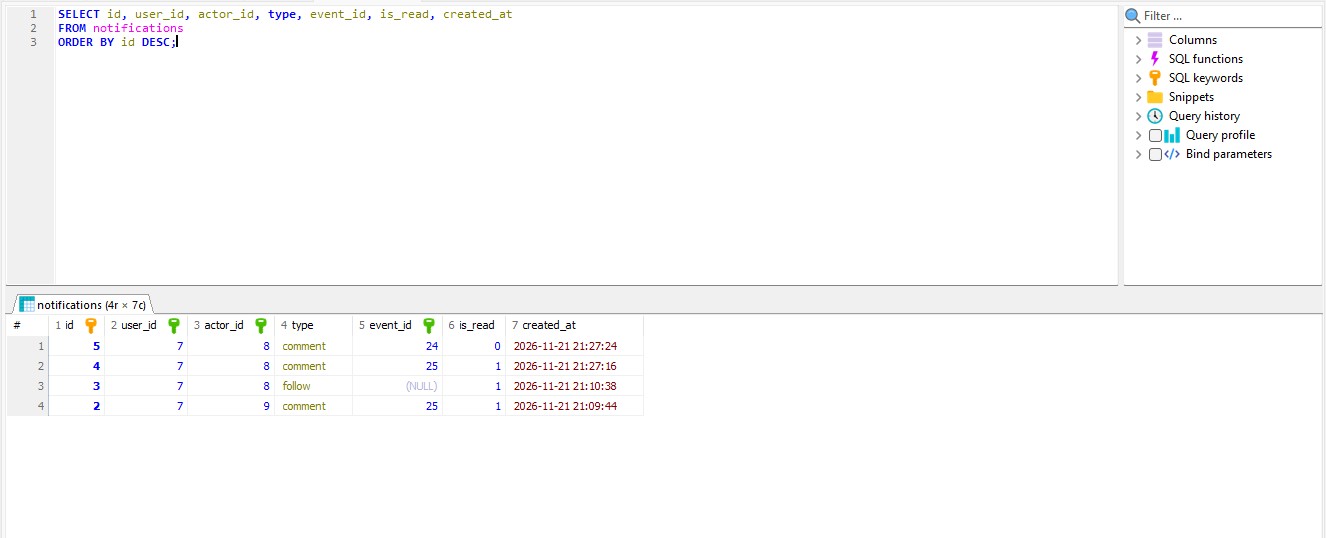 1 SELECT id, user_id, actor_id, type, event_id, is_read, created_at
2 FROM notifications
3 ORDER BY id DESC;
Filter ...
Columns
SQL functions
SQL keywords
Snippets
Query history
Query profile
Bind parameters
notifications (4r × 7c)
# 1 id 2 user_id 3 actor_id 4 type 5 event_id 6 is_read 7 created_at
1 5 7 8 comment 24 0 2026-11-21 21:27:24
2 4 7 8 comment 25 1 2026-11-21 21:27:16
3 3 7 8 follow (NULL) 1 2026-11-21 21:10:38
4 2 7 9 comment 25 1 2026-11-21 21:09:44